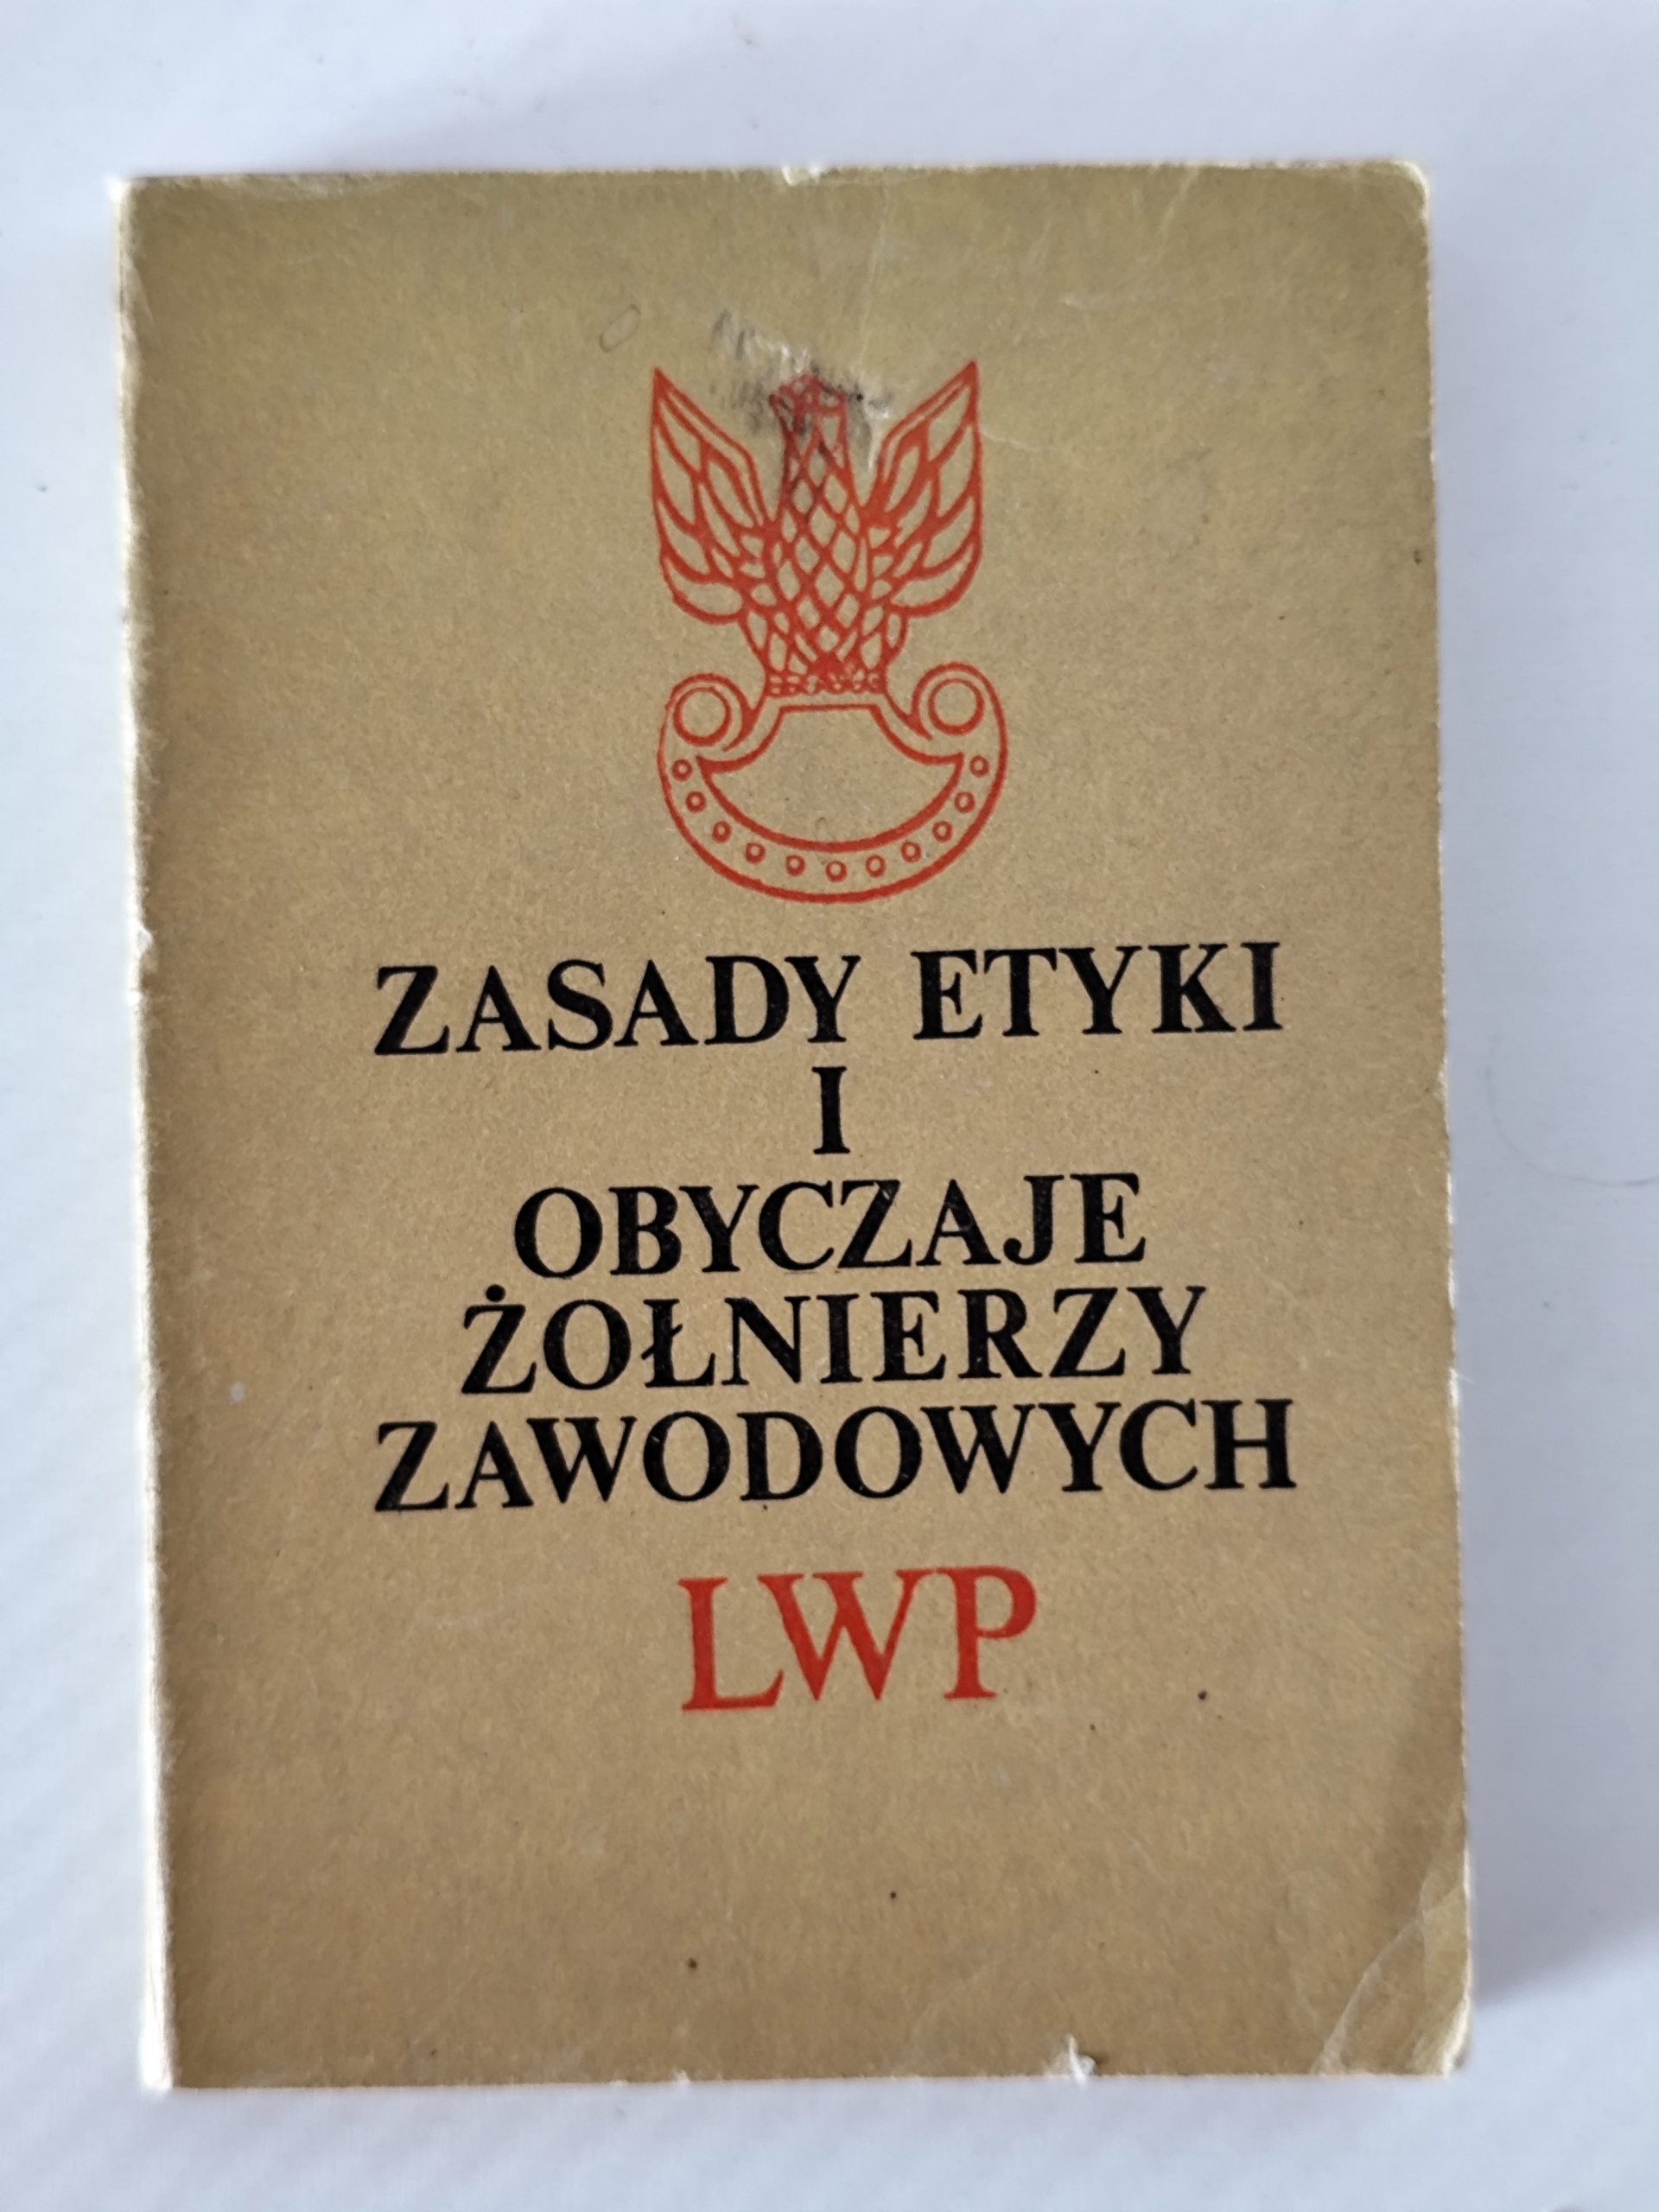 ZASADY ETYKI
I
OBYCZAJE
ŻOŁNIERZY
ZAWODOWYCH
LWP